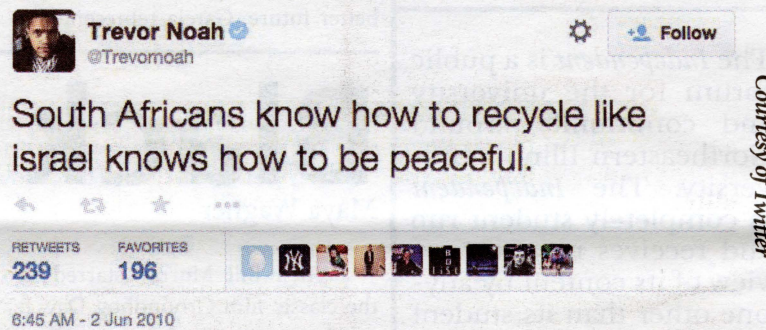 Trevor Noah
@Trevornoah
Follow
South Africans know how to recycle like
israel knows how to be peaceful.
RETWEETS FAVORITES
239 196
6:45 AM - 2 Jun 2010
Courtesy of Twitter